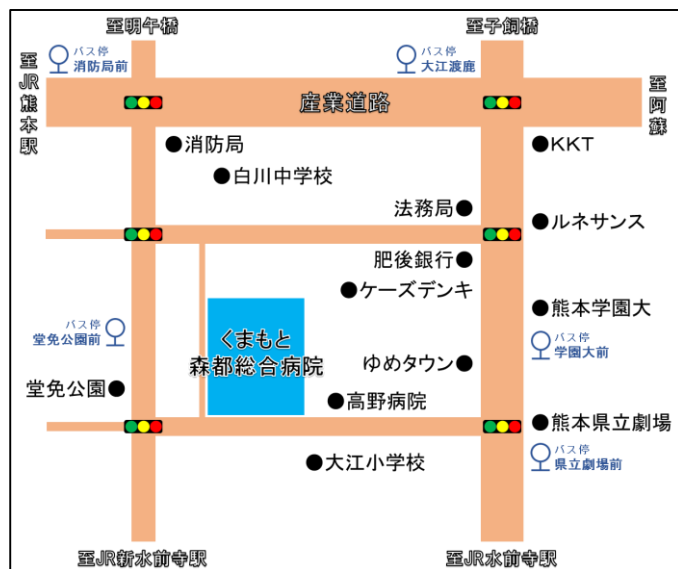 至明午橋
至子飼橋
バス停
消防局前
バス停
大江渡鹿
至JR熊本駅
産業道路
至阿蘇
消防局
KKT
白川中学校
法務局
ルネサンス
肥後銀行
ケーズデンキ
熊本学園大
バス停
堂免公園前
くまもと
森都総合病院
バス停
学園大前
ゆめタウン
堂免公園
高野病院
熊本県立劇場
バス停
県立劇場前
大江小学校
至JR新水前寺駅
至JR水前寺駅